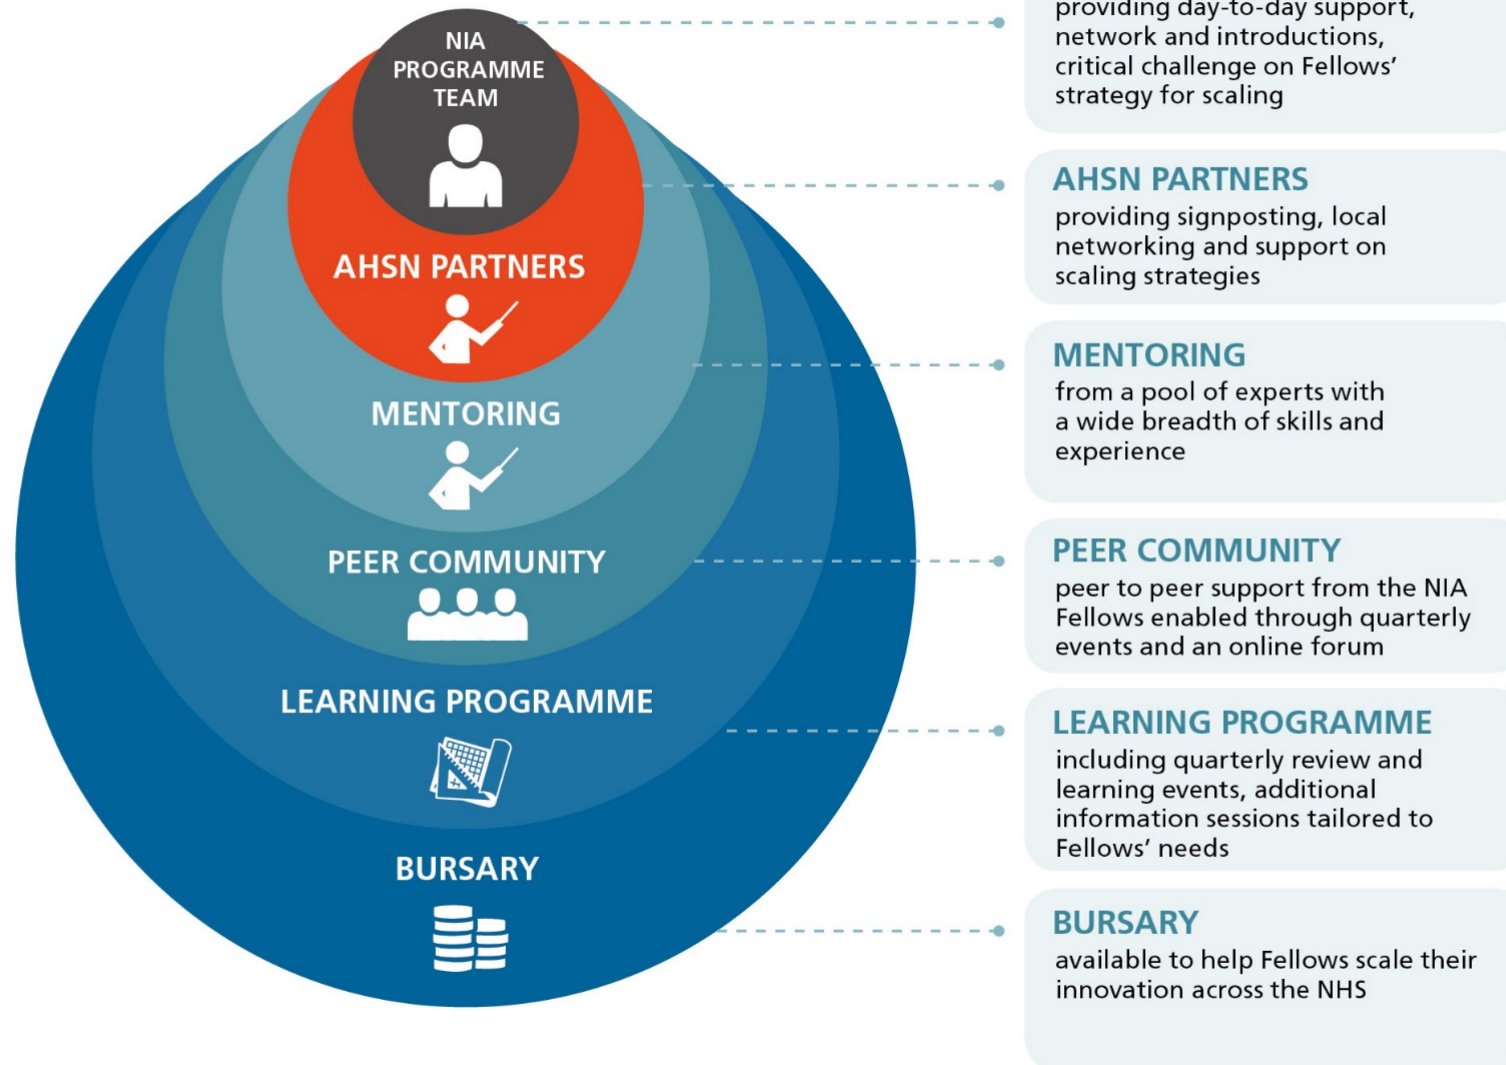 NIA
PROGRAMME
TEAM
AHSN PARTNERS
MENTORING
PEER COMMUNITY
LEARNING PROGRAMME
BURSARY
providing day-to-day support,
network and introductions,
critical challenge on Fellows’
strategy for scaling
AHSN PARTNERS
providing signposting, local
networking and support on
scaling strategies
MENTORING
from a pool of experts with
a wide breadth of skills and
experience
PEER COMMUNITY
peer to peer support from the NIA
Fellows enabled through quarterly
events and an online forum
LEARNING PROGRAMME
including quarterly review and
learning events, additional
information sessions tailored to
Fellows’ needs
BURSARY
available to help Fellows scale their
innovation across the NHS